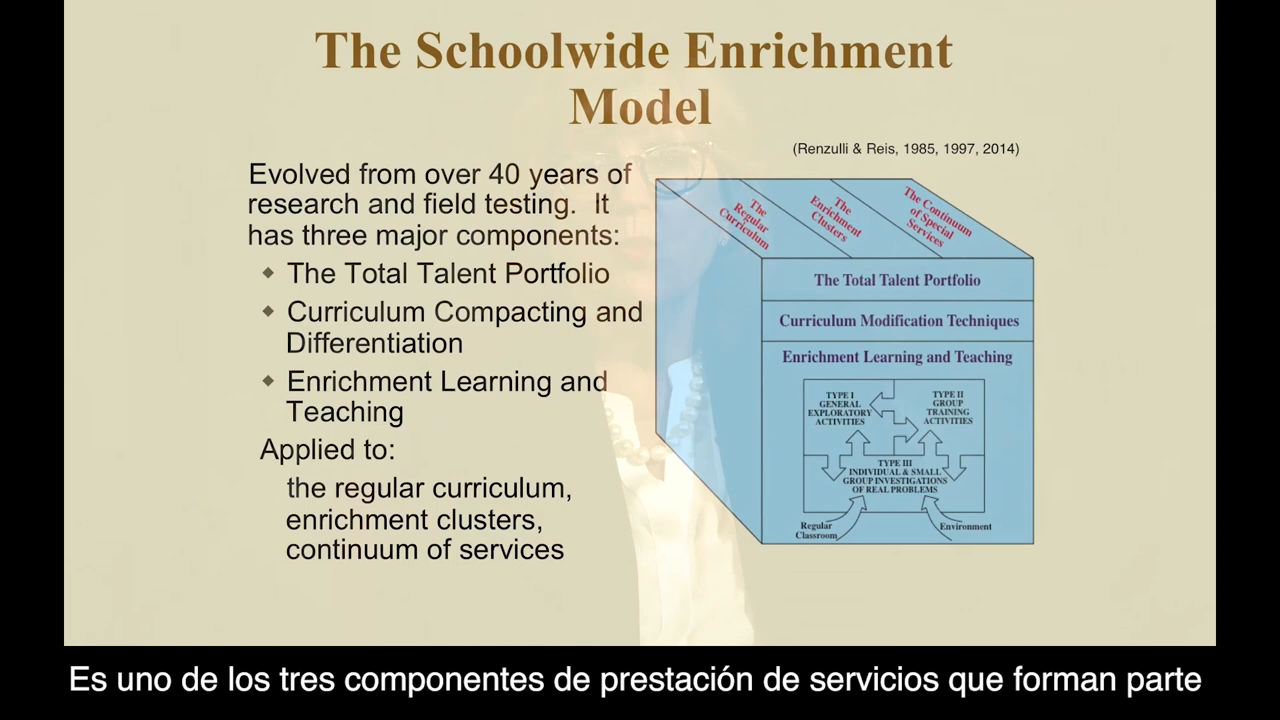 The Schoolwide Enrichment
Model
(Renzulli & Reis, 1985, 1997, 2014)
Evolved from over 40 years of
research and field testing. It
has three major components:
The Total Talent Portfolio
Curriculum Compacting and
Differentiation
Enrichment Learning and
Teaching
Applied to:
the regular curriculum,
enrichment clusters,
continuum of services
The
Regular
Curriculum
The
Enrichment
Clusters
The Continuum
of Special
Services
The Total Talent Portfolio
Curriculum Modification Techniques
Enrichment Learning and Teaching
TYPE I
GENERAL
EXPLORATORY
ACTIVITIES
TYPE II
GROUP
TRAINING
ACTIVITIES
TYPE III
INDIVIDUAL & SMALL
GROUP INVESTIGATIONS
OF REAL PROBLEMS
Regular
Classroom
Environment
Es uno de los tres componentes de prestación de servicios que forman parte